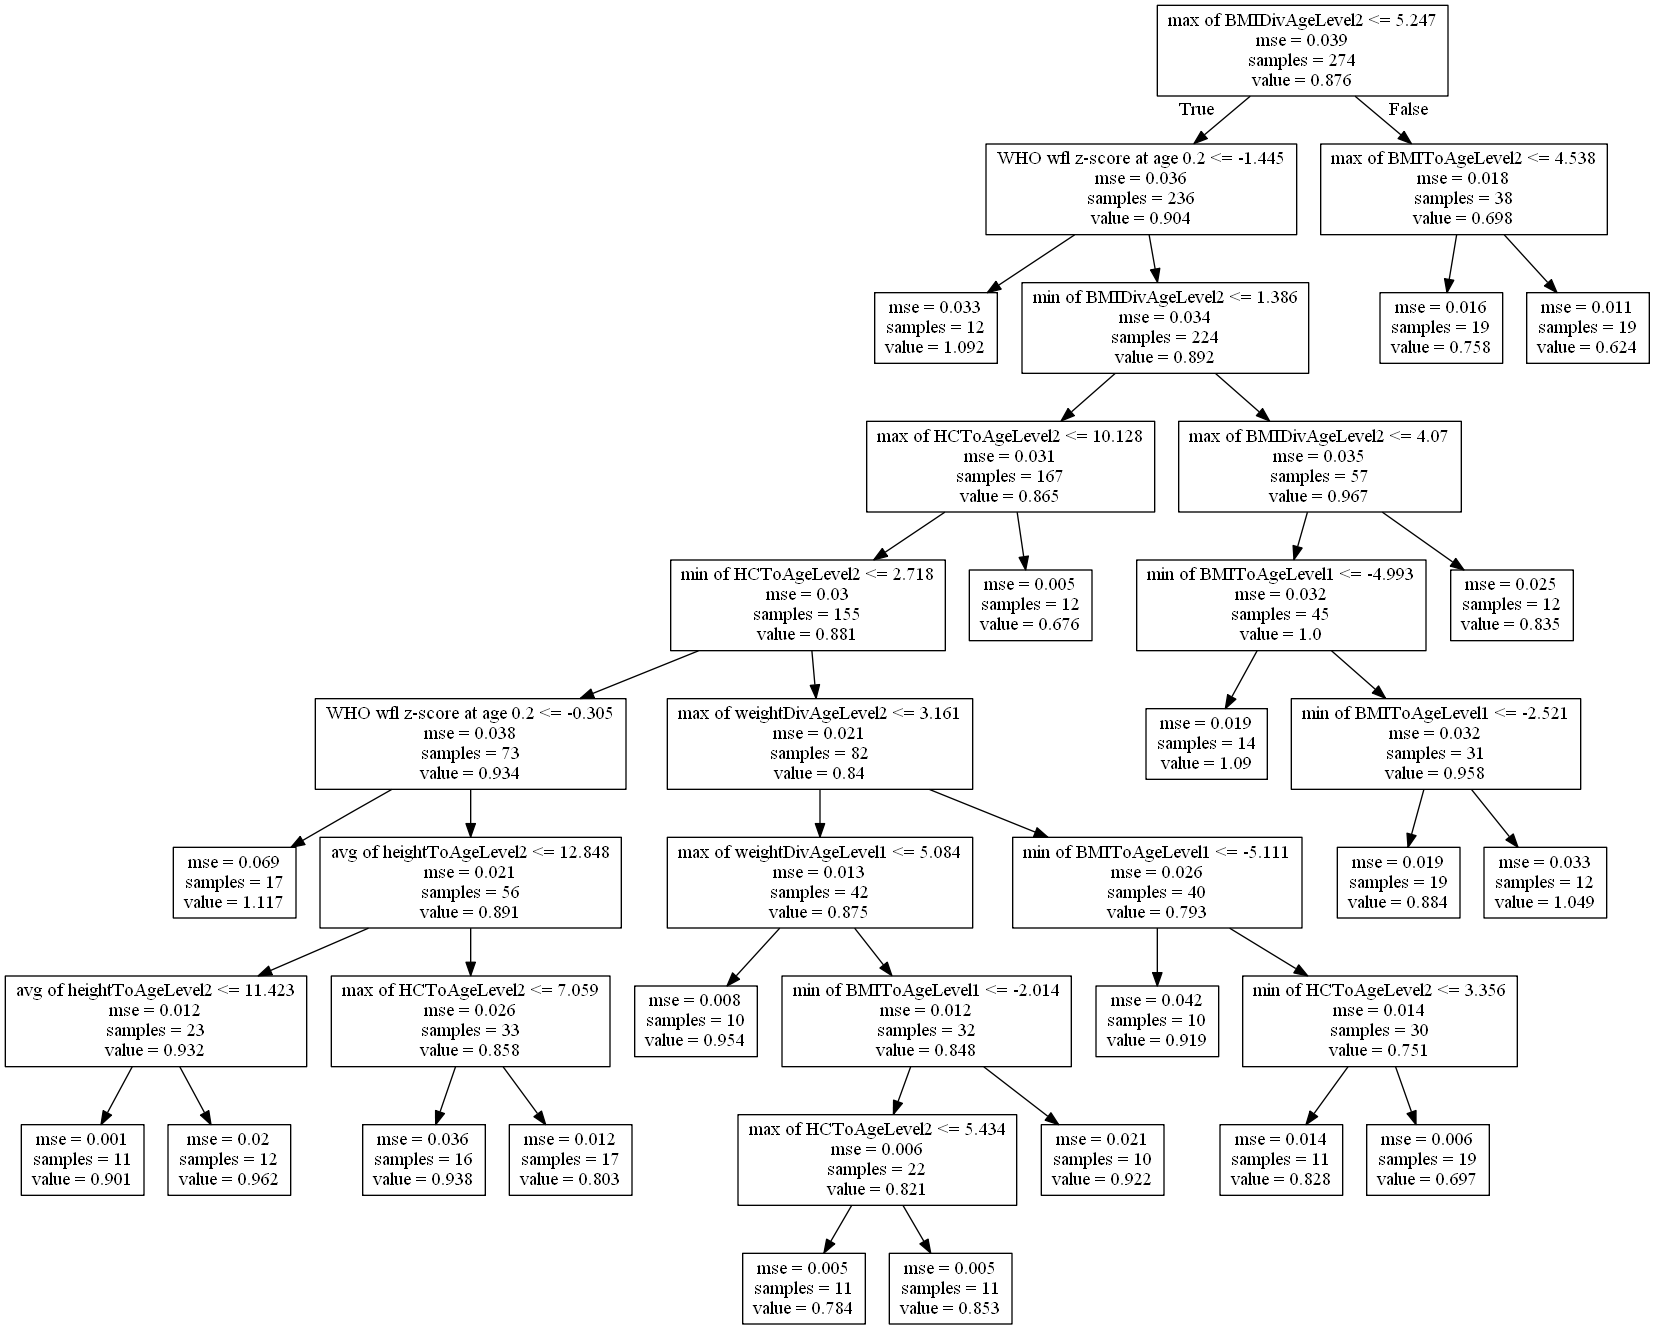 max of BMIDivAgeLevel2 <= 5.247
mse = 0.039
samples = 274
value = 0.876
True
False
WHO wfl z-score at age 0.2 <= -1.445
mse = 0.036
samples = 236
value = 0.904
max of BMIToAgeLevel2 <= 4.538
mse = 0.018
samples = 38
value = 0.698
mse = 0.033
samples = 12
value = 1.092
min of BMIDivAgeLevel2 <= 1.386
mse = 0.034
samples = 224
value = 0.892
mse = 0.016
samples = 19
value = 0.758
mse = 0.011
samples = 19
value = 0.624
max of HCToAgeLevel2 <= 10.128
mse = 0.031
samples = 167
value = 0.865
max of BMIDivAgeLevel2 <= 4.07
mse = 0.035
samples = 57
value = 0.967
min of HCToAgeLevel2 <= 2.718
mse = 0.03
samples = 155
value = 0.881
mse = 0.005
samples = 12
value = 0.676
min of BMIToAgeLevel1 <= -4.993
mse = 0.032
samples = 45
value = 1.0
mse = 0.025
samples = 12
value = 0.835
WHO wfl z-score at age 0.2 <= -0.305
mse = 0.038
samples = 73
value = 0.934
max of weightDivAgeLevel2 <= 3.161
mse = 0.021
samples = 82
value = 0.84
mse = 0.019
samples = 14
value = 1.09
min of BMIToAgeLevel1 <= -2.521
mse = 0.032
samples = 31
value = 0.958
mse = 0.069
samples = 17
value = 1.117
avg of heightToAgeLevel2 <= 12.848
mse = 0.021
samples = 56
value = 0.891
max of weightDivAgeLevel1 <= 5.084
mse = 0.013
samples = 42
value = 0.875
min of BMIToAgeLevel1 <= -5.111
mse = 0.026
samples = 40
value = 0.793
mse = 0.019
samples = 19
value = 0.884
mse = 0.033
samples = 12
value = 1.049
avg of heightToAgeLevel2 <= 11.423
mse = 0.012
samples = 23
value = 0.932
max of HCToAgeLevel2 <= 7.059
mse = 0.026
samples = 33
value = 0.858
mse = 0.008
samples = 10
value = 0.954
min of BMIToAgeLevel1 <= -2.014
mse = 0.012
samples = 32
value = 0.848
mse = 0.042
samples = 10
value = 0.919
min of HCToAgeLevel2 <= 3.356
mse = 0.014
samples = 30
value = 0.751
mse = 0.001
samples = 11
value = 0.901
mse = 0.02
samples = 12
value = 0.962
mse = 0.036
samples = 16
value = 0.938
mse = 0.012
samples = 17
value = 0.803
max of HCToAgeLevel2 <= 5.434
mse = 0.006
samples = 22
value = 0.821
mse = 0.021
samples = 10
value = 0.922
mse = 0.014
samples = 11
value = 0.828
mse = 0.006
samples = 19
value = 0.697
mse = 0.005
samples = 11
value = 0.784
mse = 0.005
samples = 11
value = 0.853